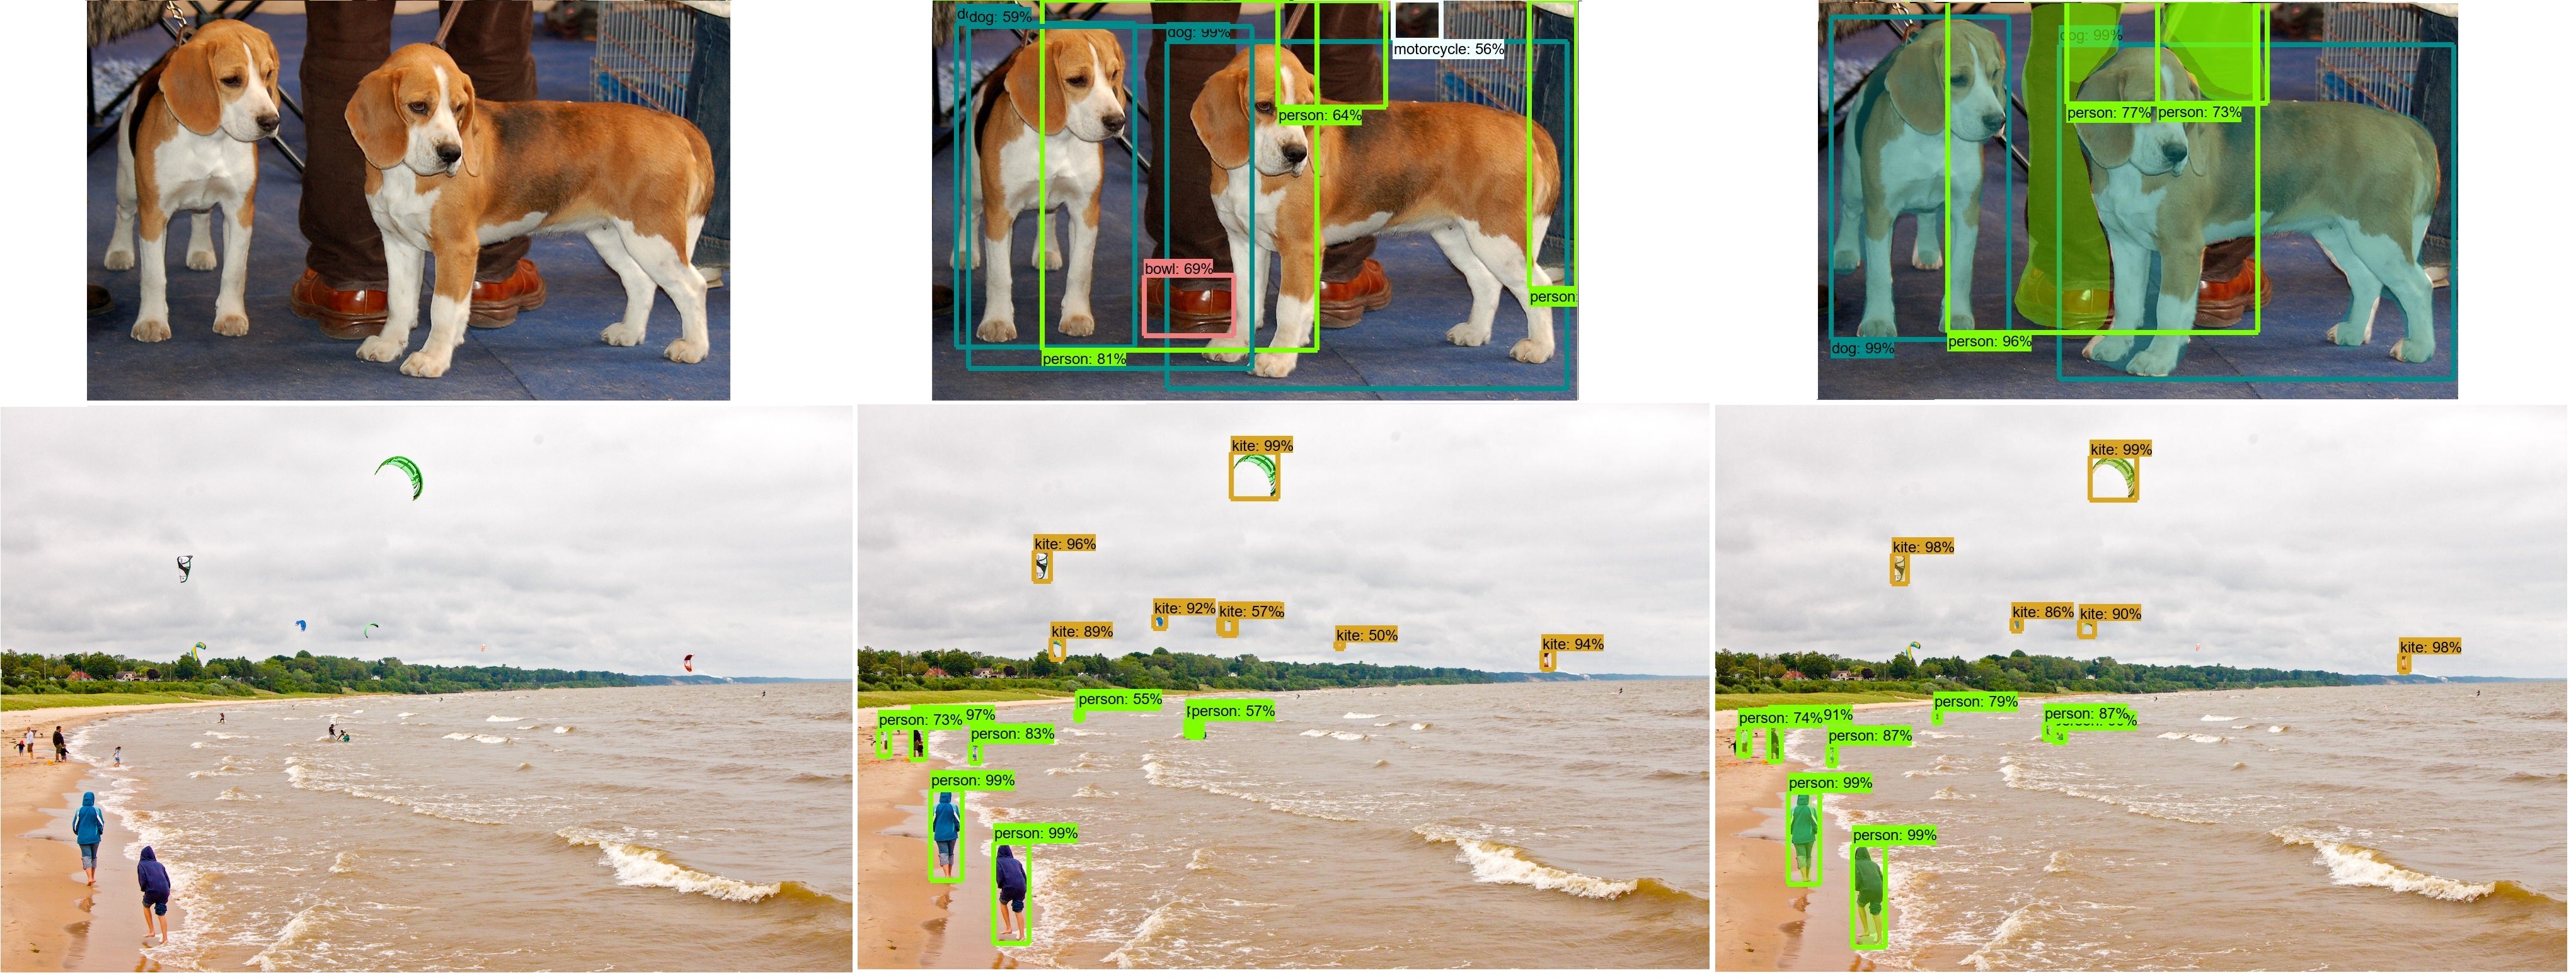 dog: 59%
dog: 99%
motorcycle: 56%
person: 64%
bowl: 69%
person:
person: 81%
dog: 99%
person: 77%
person: 73%
dog: 99%
person: 96%
kite: 99%
kite: 96%
kite: 92%
kite: 57%
kite: 89%
kite: 50%
kite: 94%
person: 55%
person: 57%
person: 73%
97%
person: 83%
person: 99%
person: 99%
kite: 99%
kite: 98%
kite: 86%
kite: 90%
kite: 98%
person: 79%
person: 87%
person: 74%
91%
person: 87%
person: 99%
person: 99%